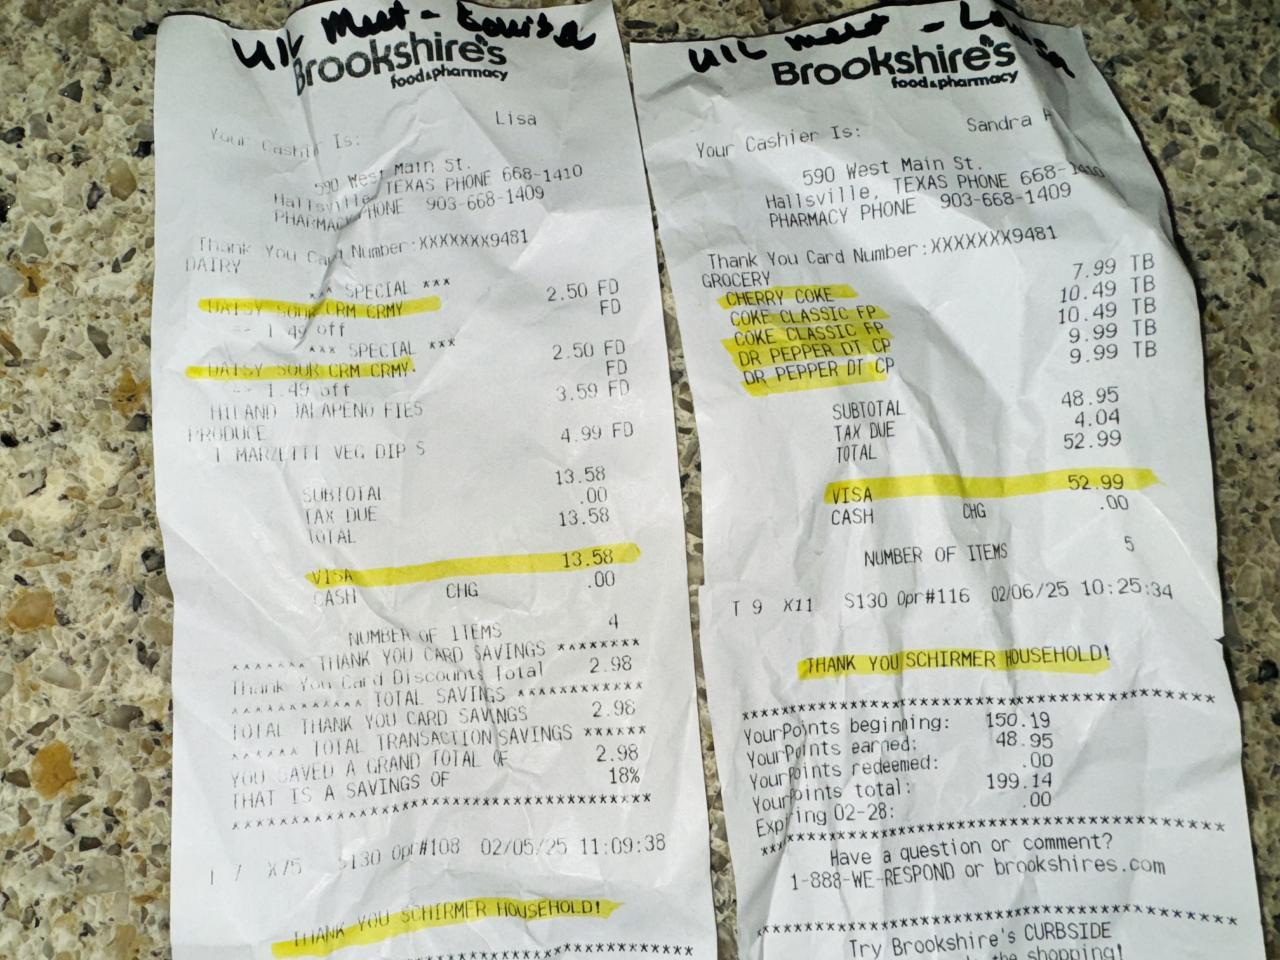 UIL Meet -
Brookshire's
food & pharmacy
Your Cashier Is: Lisa
590 West Main St.
Hallsville, TEXAS PHONE 668-1410
PHARMACY PHONE 903-668-1409
Thank You Card Number:XXXXXXX9481
DAIRY
*** SPECIAL ***
DAISY SOUR CRM CRMY 2.50 FD
1.49 off FD
*** SPECIAL ***
DAISY SOUR CRM CRMY. 2.50 FD
1.49 off FD
HILAND JALAPENO FIES 3.59 FD
PRODUCE
T MARZETTI VEG DIP S 4.99 FD
SUBTOTAL 13.58
TAX DUE .00
TOTAL 13.58
VISA 13.58
CASH CHG .00
NUMBER OF ITEMS 4
******* THANK YOU CARD SAVINGS ********
Thank You Card Discounts Total 2.98
************ TOTAL SAVINGS ************
TOTAL THANK YOU CARD SAVINGS 2.98
****** TOTAL TRANSACTION SAVINGS ******
YOU SAVED A GRAND TOTAL OF 2.98
THAT IS A SAVINGS OF 18%
***************************************
T 7 X75 S130 Opr#108 02/05/25 11:09:38
THANK YOU SCHIRMER HOUSEHOLD!
***************************************
UIL meet -
Brookshire's
food & pharmacy
Your Cashier Is: Sandra
590 West Main St.
Hallsville, TEXAS PHONE 668-1410
PHARMACY PHONE 903-668-1409
Thank You Card Number:XXXXXXX9481
GROCERY
CHERRY COKE 7.99 TB
COKE CLASSIC FP 10.49 TB
COKE CLASSIC FP 10.49 TB
DR PEPPER DT CP 9.99 TB
DR PEPPER DT CP 9.99 TB
SUBTOTAL 48.95
TAX DUE 4.04
TOTAL 52.99
VISA 52.99
CASH CHG .00
NUMBER OF ITEMS 5
T 9 X11 S130 Opr#116 02/06/25 10:25:34
THANK YOU SCHIRMER HOUSEHOLD!
***************************************
YourPoints beginning: 150.19
YourPoints earned: 48.95
YourPoints redeemed: .00
YourPoints total: 199.14
Expiring 02-28: .00
***************************************
Have a question or comment?
1-888-WE-RESPOND or brookshires.com
***************************************
Try Brookshire's CURBSIDE
the shopping!